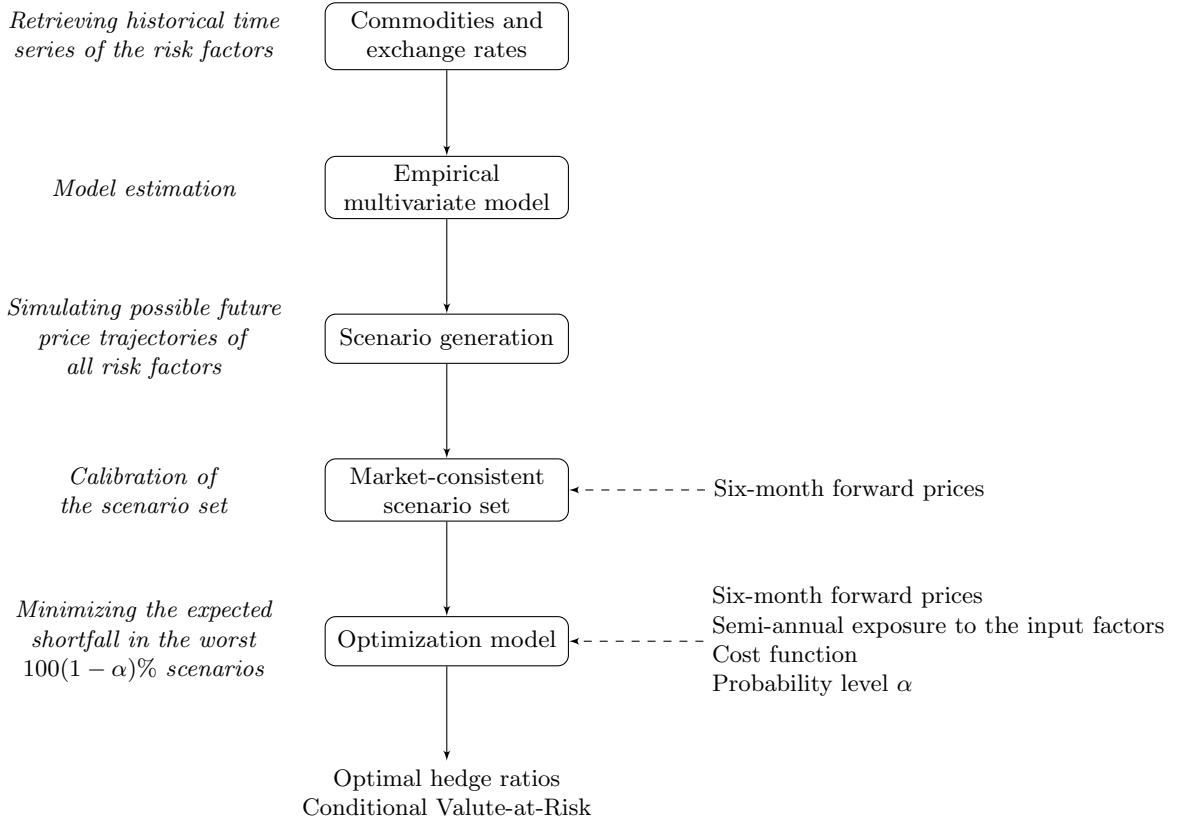 Retrieving historical time
series of the risk factors
Commodities and
exchange rates
Model estimation
Empirical
multivariate model
Simulating possible future
price trajectories of
all risk factors
Scenario generation
Calibration of
the scenario set
Market-consistent
scenario set
Six-month forward prices
Minimizing the expected
shortfall in the worst
100(1 − α)% scenarios
Optimization model
Six-month forward prices
Semi-annual exposure to the input factors
Cost function
Probability level α
Optimal hedge ratios
Conditional Valute-at-Risk